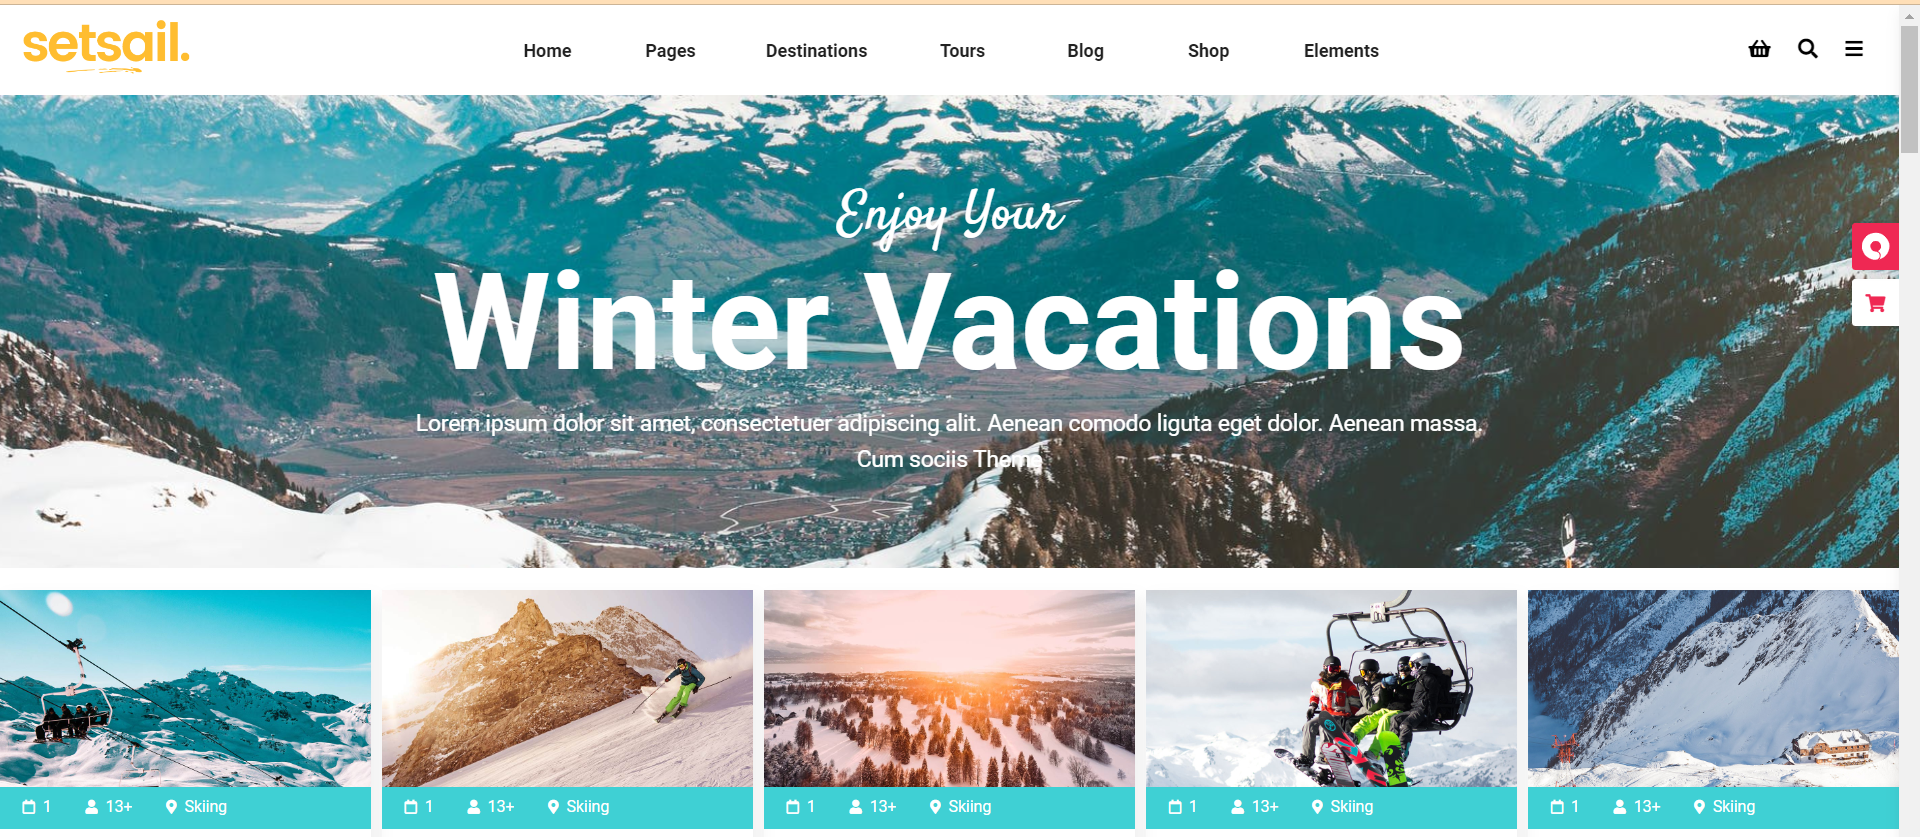 setsail.
Home Pages Destinations Tours Blog Shop Elements
Enjoy Your
Winter Vacations
Lorem ipsum dolor sit amet, consectetuer adipiscing alit. Aenean comodo liguta eget dolor. Aenean massa.
Cum sociis Theme
1 13+ Skiing
1 13+ Skiing
1 13+ Skiing
1 13+ Skiing
1 13+ Skiing